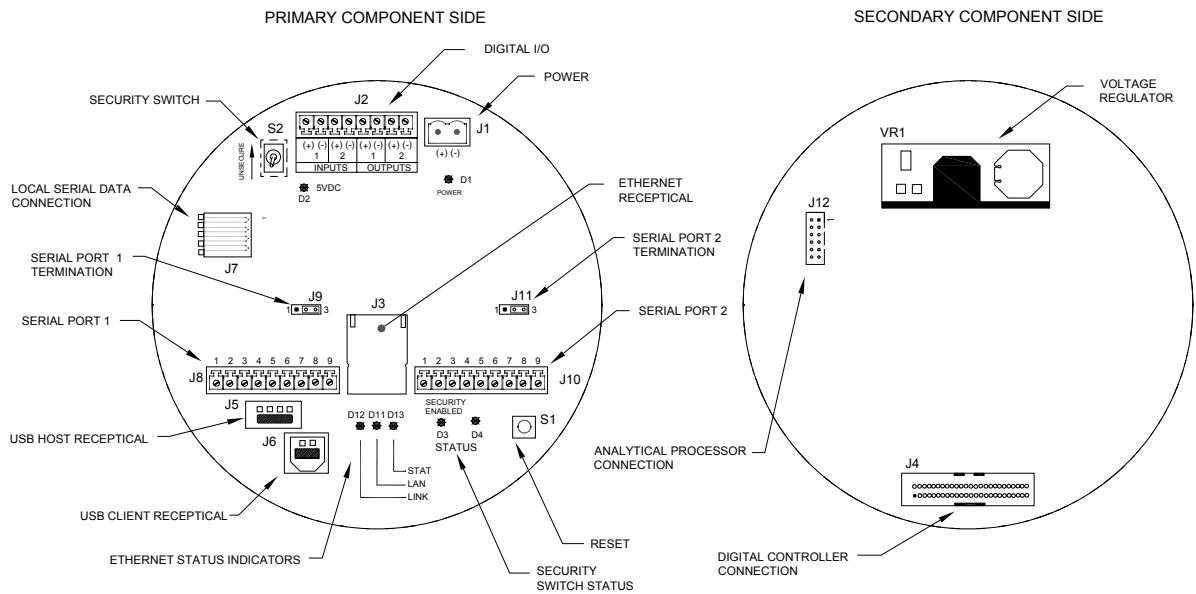 PRIMARY COMPONENT SIDE
SECONDARY COMPONENT SIDE
DIGITAL I/O
POWER
SECURITY SWITCH
J2
S2
J1
UNSECURE
(+) (-) (+) (-) (+) (-) (+) (-)
1 2 1 2
INPUTS OUTPUTS
(+) (-)
5VDC
D2
D1
POWER
LOCAL SERIAL DATA
CONNECTION
1
J7
ETHERNET
RECEPTICAL
SERIAL PORT 1
TERMINATION
SERIAL PORT 2
TERMINATION
J9
1 3
J3
J11
1 3
SERIAL PORT 1
SERIAL PORT 2
1 2 3 4 5 6 7 8 9
J8
1 2 3 4 5 6 7 8 9
J10
J5
USB HOST RECEPTICAL
J6
D12 D11 D13
SECURITY
ENABLED
D3 D4
STATUS
S1
STAT
LAN
LINK
USB CLIENT RECEPTICAL
ETHERNET STATUS INDICATORS
RESET
SECURITY
SWITCH STATUS
VOLTAGE
REGULATOR
VR1
J12
1
ANALYTICAL PROCESSOR
CONNECTION
J4
DIGITAL CONTROLLER
CONNECTION